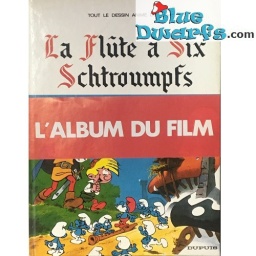 Blue
Dwarfs.com
TOUT LE DESSIN
La Flûte à Six
Schtroumpfs
L'ALBUM DU FILM
DUPUIS